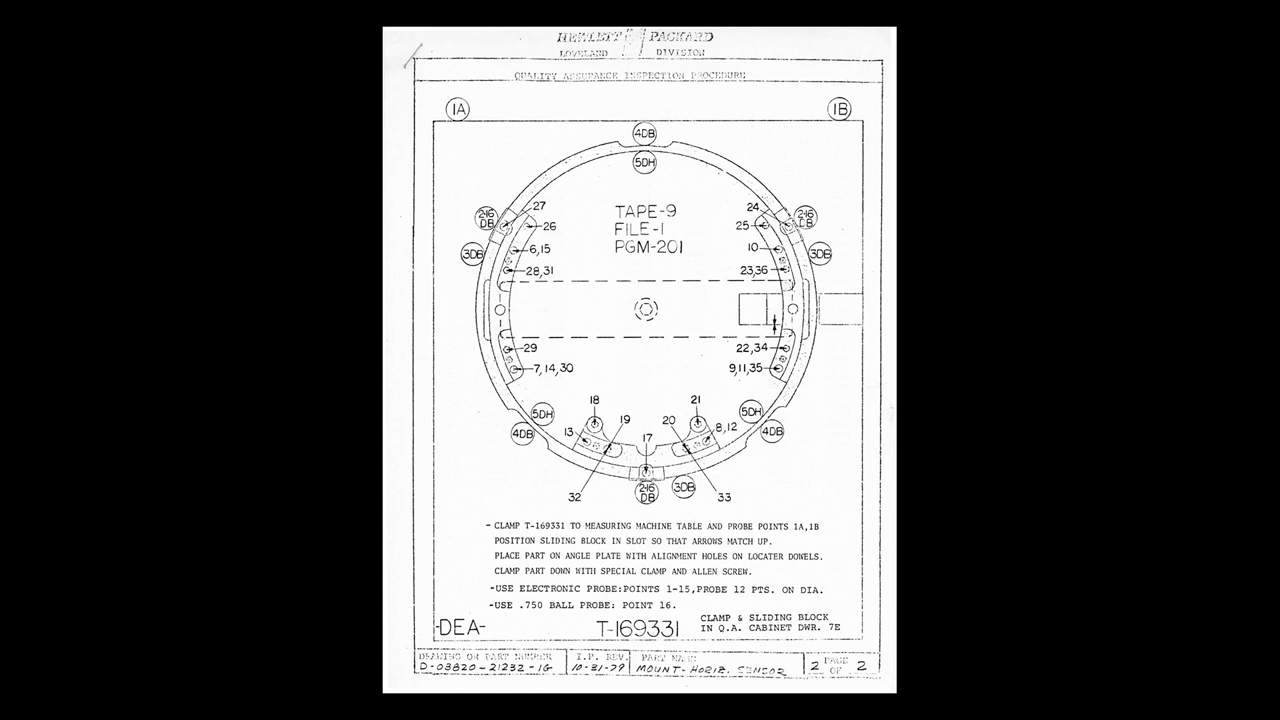 HEWLETT PACKARD
LOVELAND DIVISION
QUALITY ASSURANCE INSPECTION PROCEDURE
1A
1B
4DB
5DH
27
24
2-16 DB
26
TAPE-9
25
2-16 DB
FILE-1
3DB
6,15
PGM-201
10
3DB
28,31
23,36
29
22,34
7,14,30
9,11,35
18
21
5DH
5DH
19
20
4DB
13
17
8,12
4DB
32
2-16 DB
3DB
33
- CLAMP T-169331 TO MEASURING MACHINE TABLE AND PROBE POINTS 1A,1B
POSITION SLIDING BLOCK IN SLOT SO THAT ARROWS MATCH UP.
PLACE PART ON ANGLE PLATE WITH ALIGNMENT HOLES ON LOCATER DOWELS.
CLAMP PART DOWN WITH SPECIAL CLAMP AND ALLEN SCREW.
-USE ELECTRONIC PROBE:POINTS 1-15,PROBE 12 PTS. ON DIA.
-USE .750 BALL PROBE: POINT 16.
CLAMP & SLIDING BLOCK
IN Q.A. CABINET DWR. 7E
-DEA-
T-169331
DRAWING OR PART NUMBER
D-03820-21232-1G
I.P. REV.
10-31-79
PART NAME
MOUNT-HORIZ. SENSOR
2 PAGE OF 2